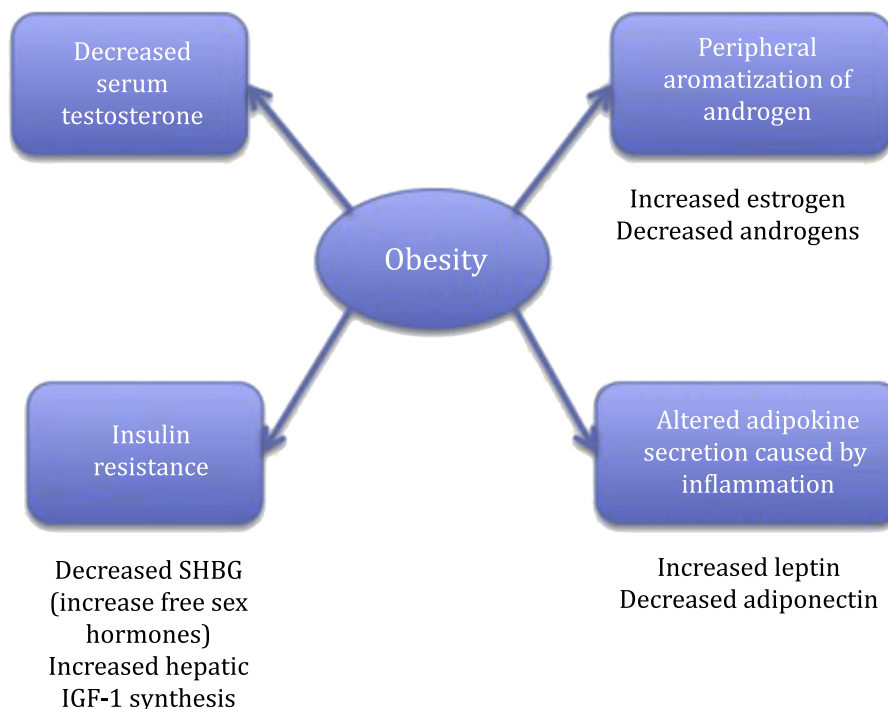 Decreased
serum
testosterone
Peripheral
aromatization of
androgen
Increased estrogen
Decreased androgens
Obesity
Insulin
resistance
Decreased SHBG
(increase free sex
hormones)
Increased hepatic
IGF-1 synthesis
Altered adipokine
secretion caused by
inflammation
Increased leptin
Decreased adiponectin